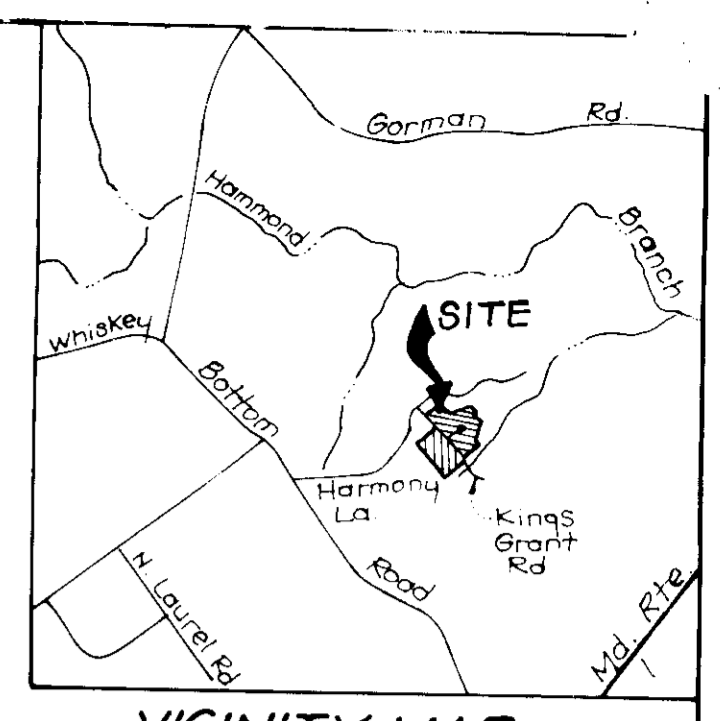 Gorman Rd.
Hammond
Branch
SITE
Whiskey
Bottom
Harmony
La.
Kings
Grant
Rd
Road
N. Laurel Rd
Md. Rte.
1
VICINITY MAP